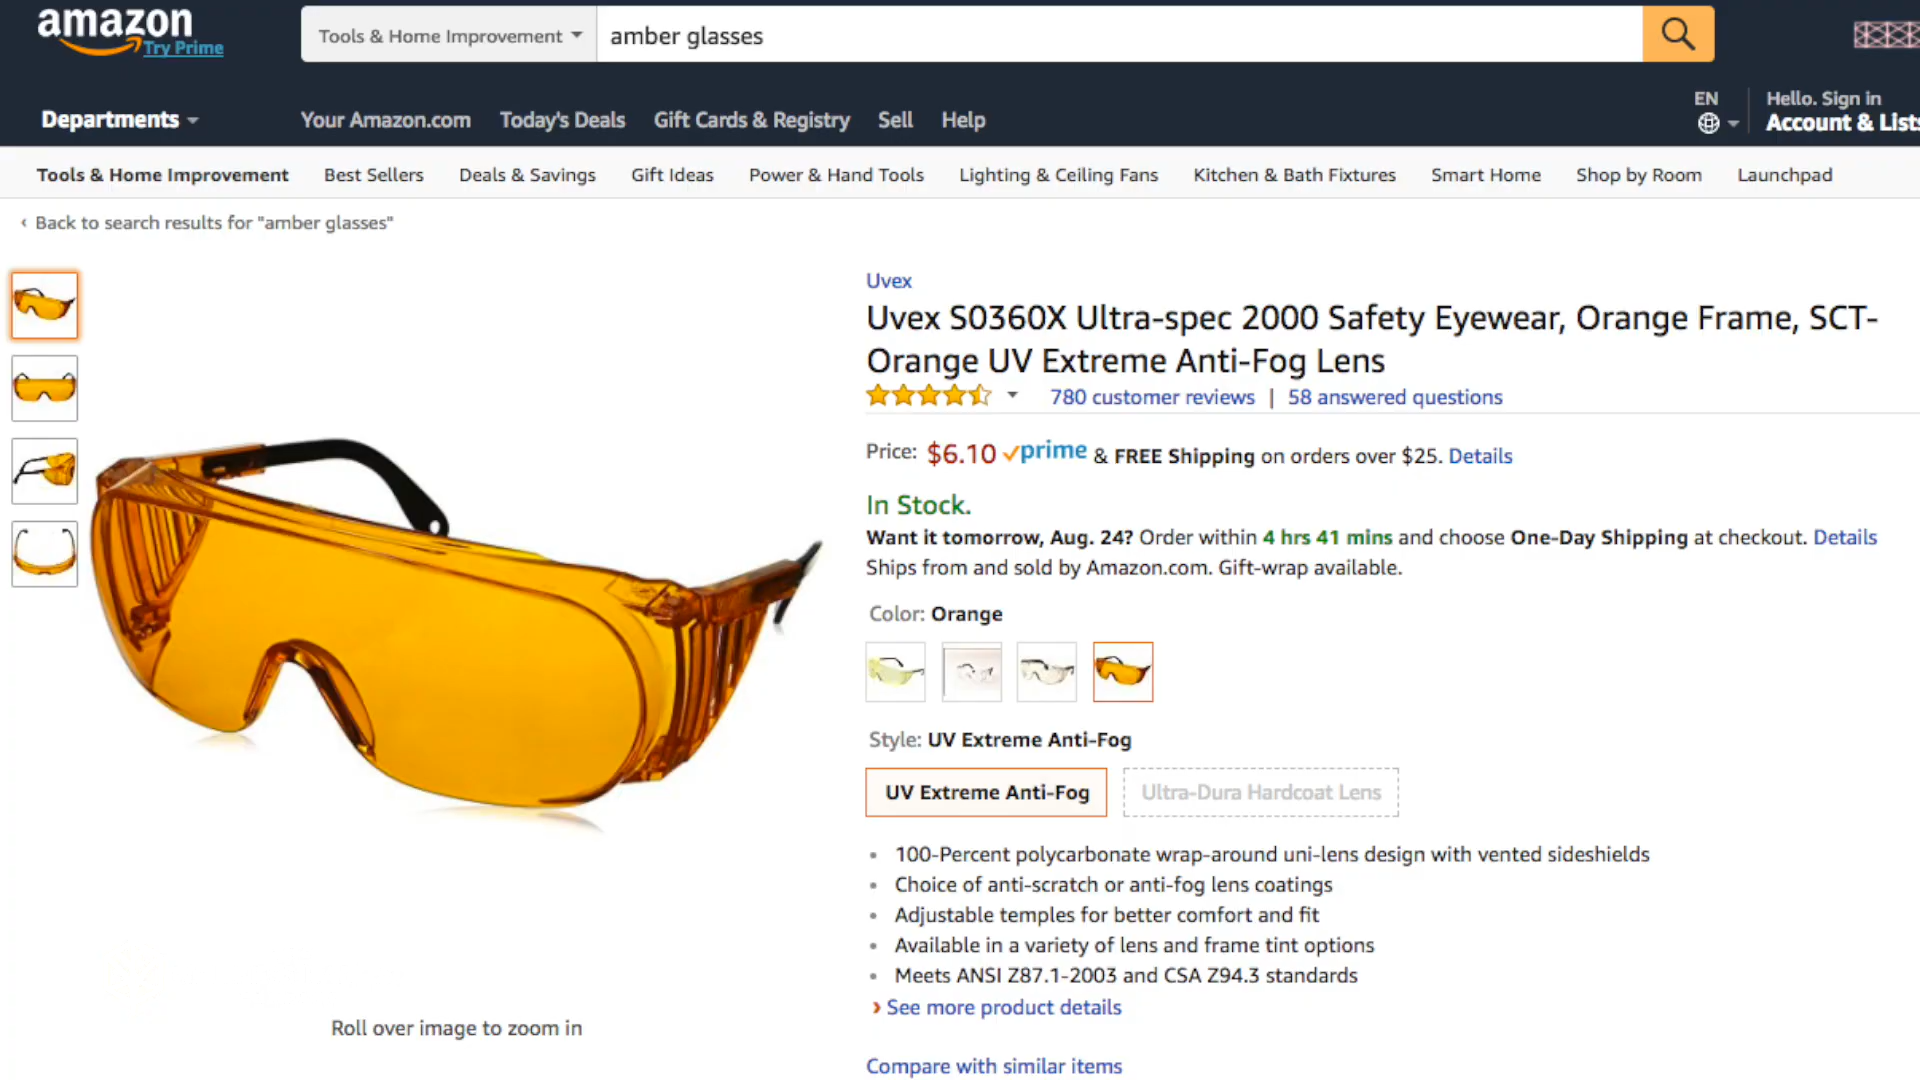 amazon
Try Prime
Tools & Home Improvement
amber glasses
Departments
Your Amazon.com
Today's Deals
Gift Cards & Registry
Sell
Help
EN
Hello. Sign in
Account & Lists
Tools & Home Improvement
Best Sellers
Deals & Savings
Gift Ideas
Power & Hand Tools
Lighting & Ceiling Fans
Kitchen & Bath Fixtures
Smart Home
Shop by Room
Launchpad
‹ Back to search results for "amber glasses"
Uvex
Uvex S0360X Ultra-spec 2000 Safety Eyewear, Orange Frame, SCT-
Orange UV Extreme Anti-Fog Lens
780 customer reviews | 58 answered questions
Price: $6.10 prime & FREE Shipping on orders over $25. Details
In Stock.
Want it tomorrow, Aug. 24? Order within 4 hrs 41 mins and choose One-Day Shipping at checkout. Details
Ships from and sold by Amazon.com. Gift-wrap available.
Color: Orange
Style: UV Extreme Anti-Fog
UV Extreme Anti-Fog
Ultra-Dura Hardcoat Lens
• 100-Percent polycarbonate wrap-around uni-lens design with vented sideshields
• Choice of anti-scratch or anti-fog lens coatings
• Adjustable temples for better comfort and fit
• Available in a variety of lens and frame tint options
• Meets ANSI Z87.1-2003 and CSA Z94.3 standards
› See more product details
Compare with similar items
Roll over image to zoom in